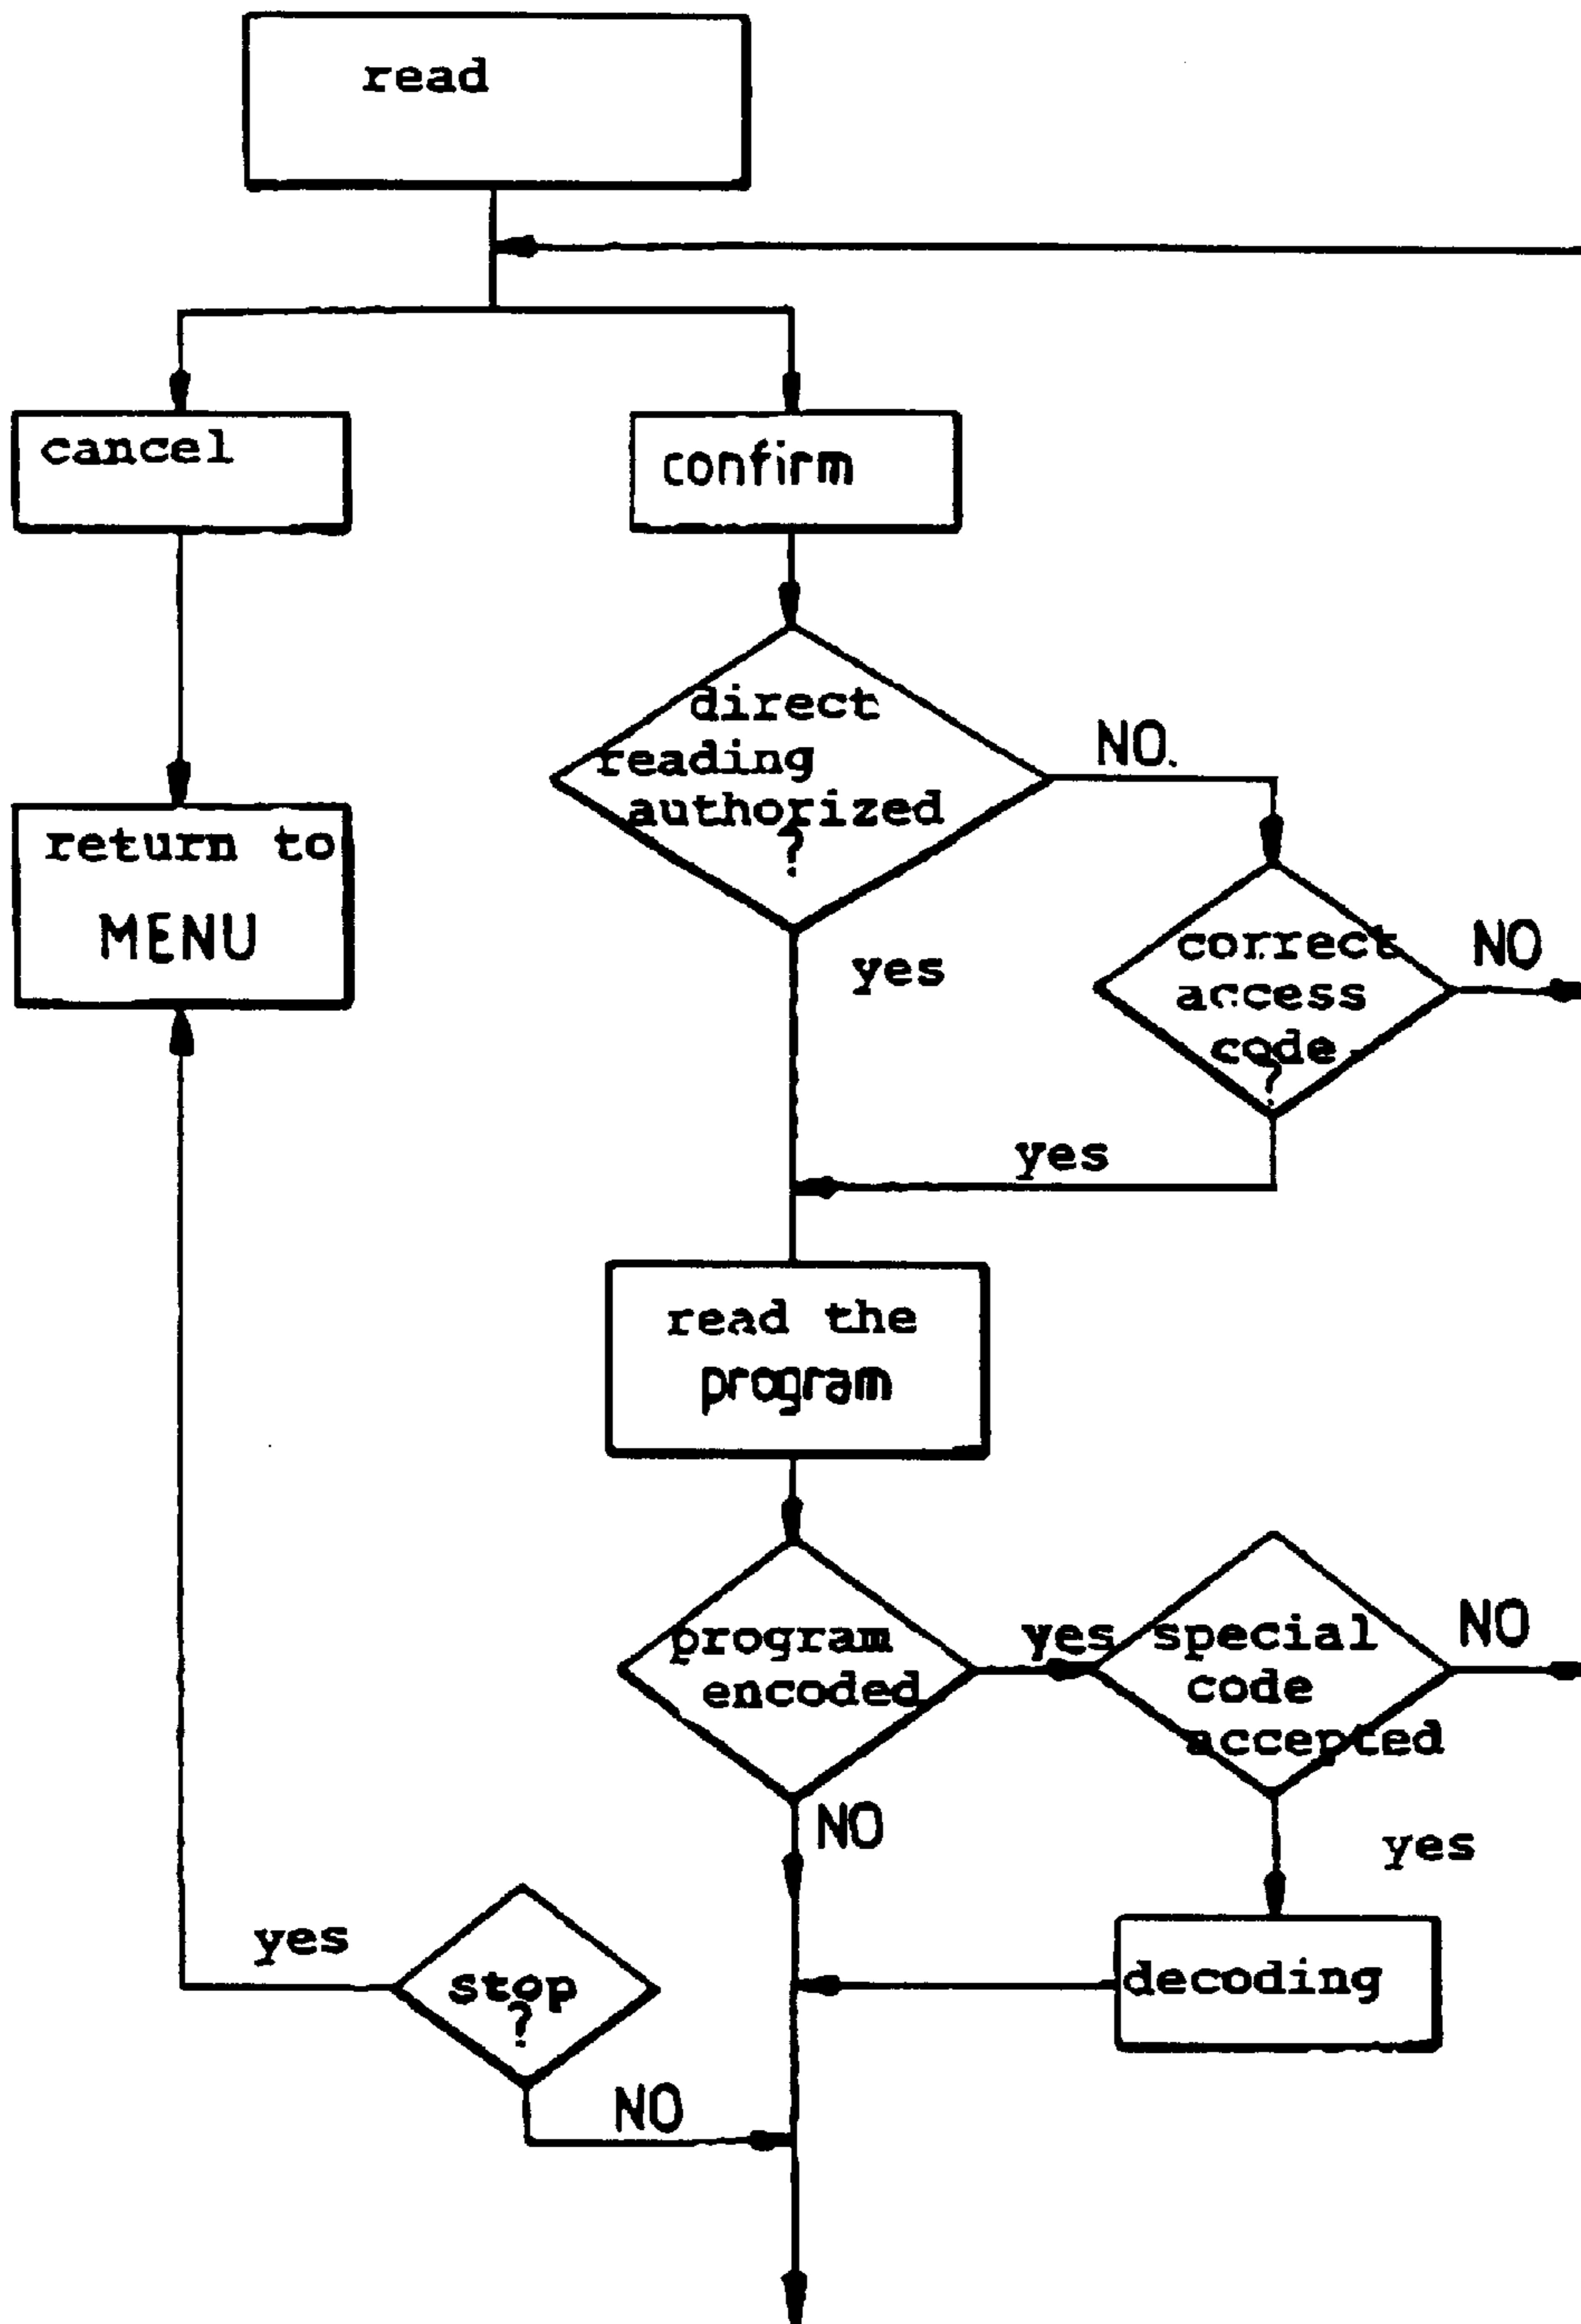 read
cancel
confirm
direct
reading
authorized
?
NO.
return to
MENU
yes
correct
access
code
?
NO
yes
read the
program
program
encoded
yes
special
code
accepted
NO
NO
yes
yes
stop
?
decoding
NO